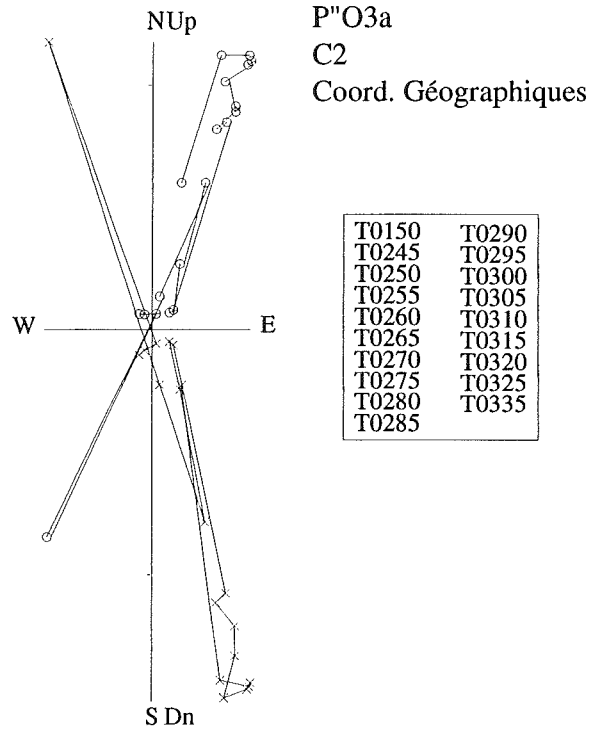 NUp
P"O3a
C2
Coord. Géographiques
W
E
S Dn
T0150 T0290
T0245 T0295
T0250 T0300
T0255 T0305
T0260 T0310
T0265 T0315
T0270 T0320
T0275 T0325
T0280 T0335
T0285